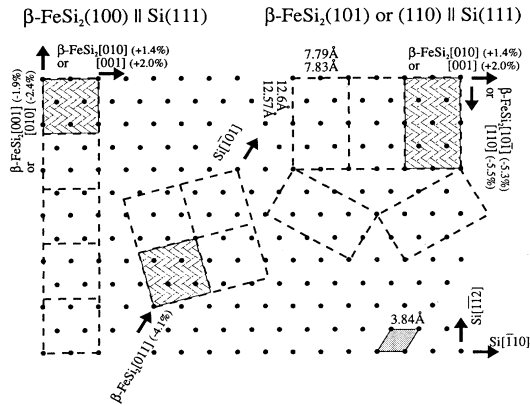 β-FeSi₂(100) || Si(111)
β-FeSi₂(101) or (110) || Si(111)
β-FeSi₂[010] (+1.4%)
or [001] (+2.0%)
β-FeSi₂[001] (-1.9%)
or [010] (-2.4%)
7.79Å
7.83Å
12.6Å
12.57Å
β-FeSi₂[010] (+1.4%)
or [001] (+2.0%)
β-FeSi₂[101̅] (-5.3%)
or [1̅10] (-5.5%)
Si[1̅01]
β-FeSi₂[011] (-4.1%)
3.84Å
Si[1̅1̅2]
Si[1̅10]